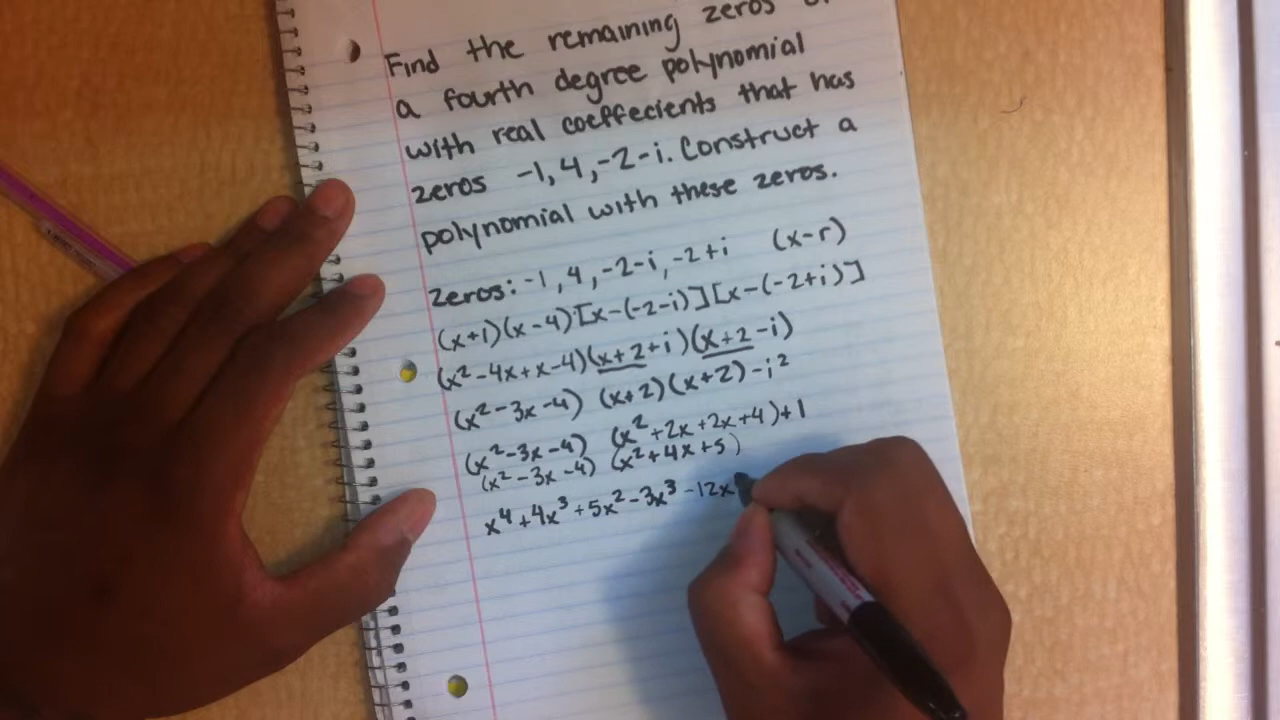 Find the remaining zeros
a fourth degree polynomial
with real coeffecients that has
zeros -1, 4, -2-i. Construct a
polynomial with these zeros.
zeros: -1, 4, -2-i, -2+i (x-r)
(x+1)(x-4)[x-(-2-i)][x-(-2+i)]
(x²-4x+x-4)(x+2+i)(x+2-i)
(x²-3x-4) (x+2)(x+2)-i²
(x²-3x-4) (x²+2x+2x+4)+1
(x²-3x-4) (x²+4x+5)
x⁴+4x³+5x²-3x³-12x